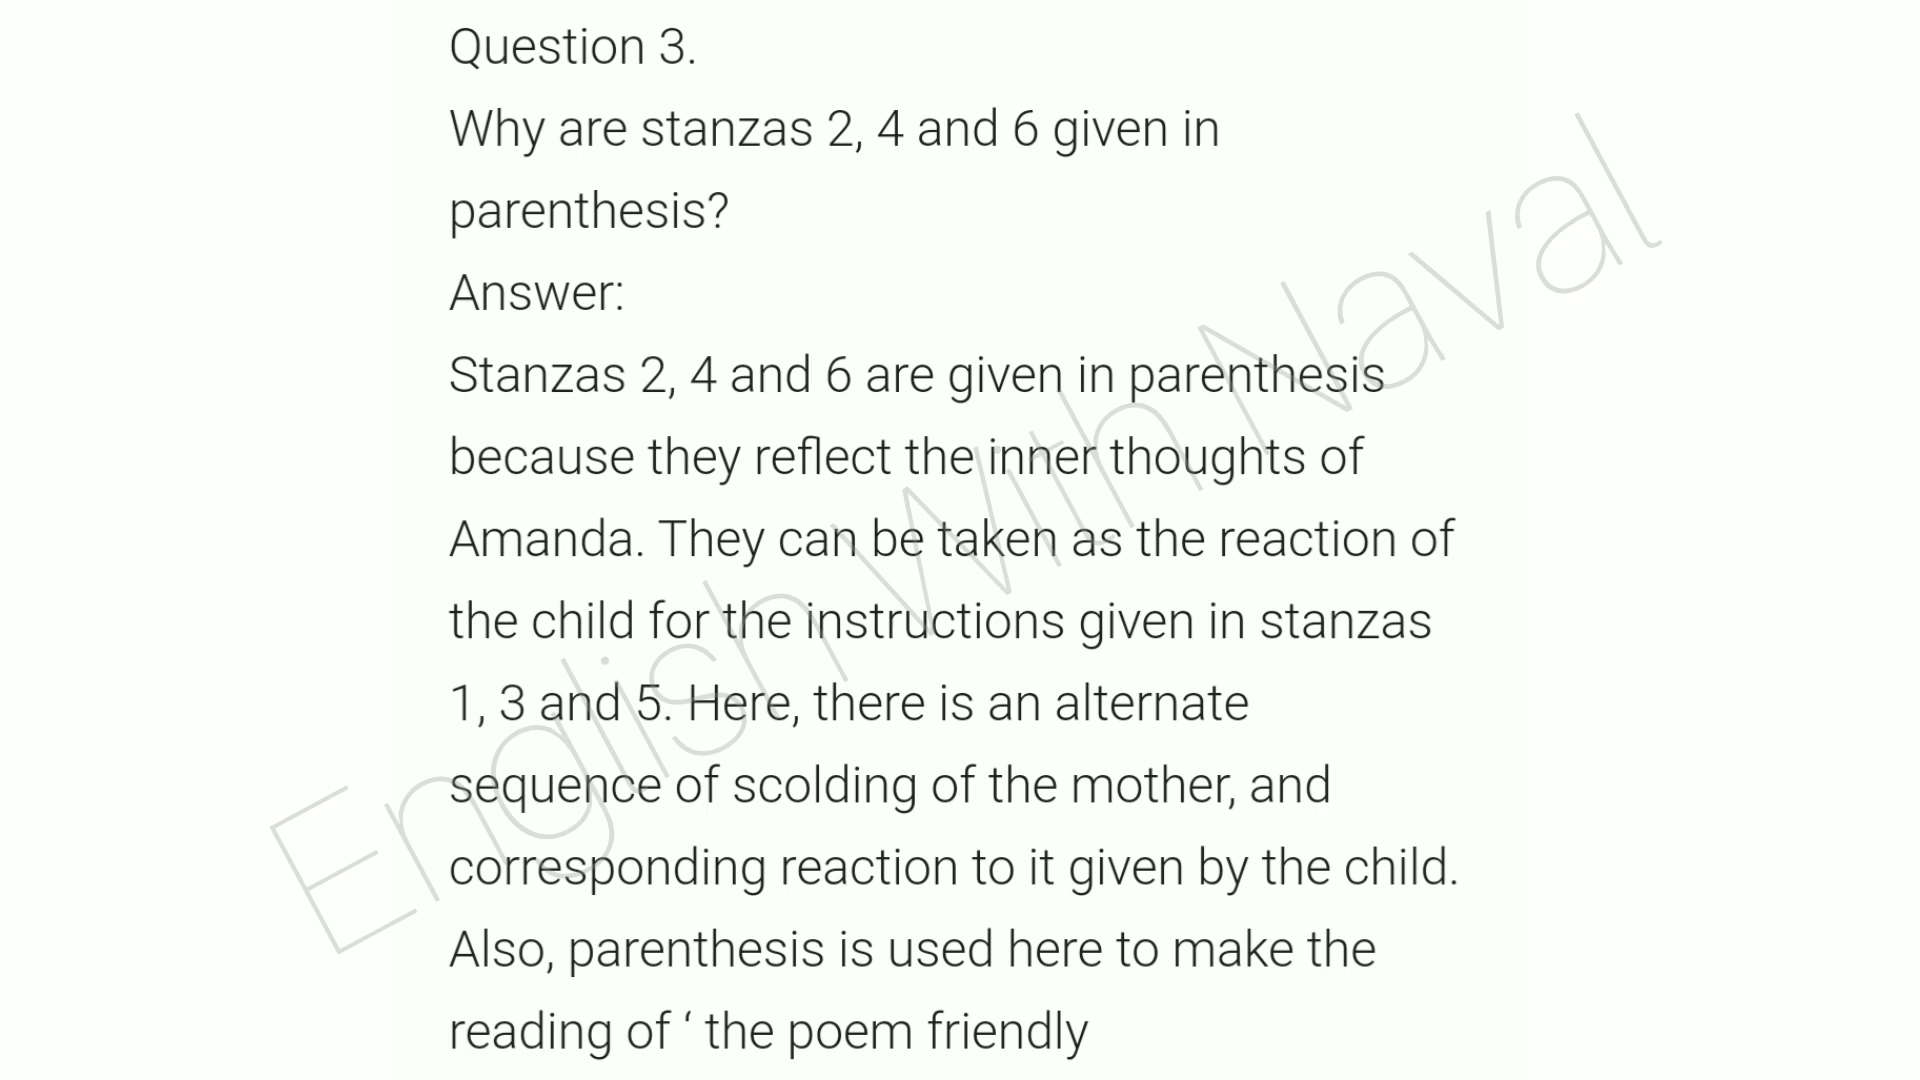 Question 3.
Why are stanzas 2, 4 and 6 given in
parenthesis?
Answer:
Stanzas 2, 4 and 6 are given in parenthesis
because they reflect the inner thoughts of
Amanda. They can be taken as the reaction of
the child for the instructions given in stanzas
1, 3 and 5. Here, there is an alternate
sequence of scolding of the mother, and
corresponding reaction to it given by the child.
Also, parenthesis is used here to make the
reading of ‘ the poem friendly
English With Naval